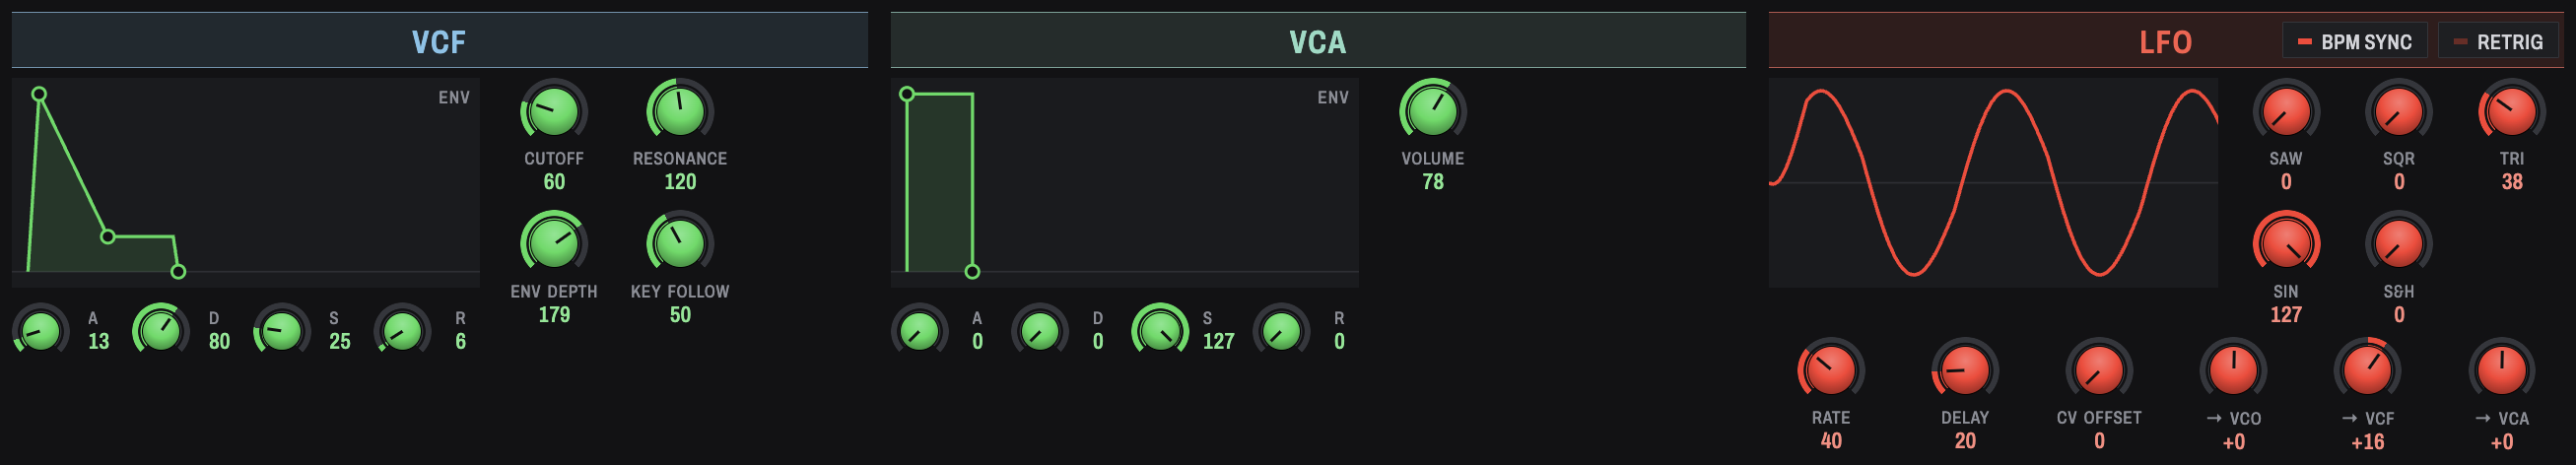 VCF
ENV
CUTOFF
60
RESONANCE
120
ENV DEPTH
179
KEY FOLLOW
50
A
13
D
80
S
25
R
6
VCA
ENV
VOLUME
78
A
0
D
0
S
127
R
0
LFO
BPM SYNC
RETRIG
SAW
0
SQR
0
TRI
38
SIN
127
S&H
0
RATE
40
DELAY
20
CV OFFSET
0
→ VCO
+0
→ VCF
+16
→ VCA
+0